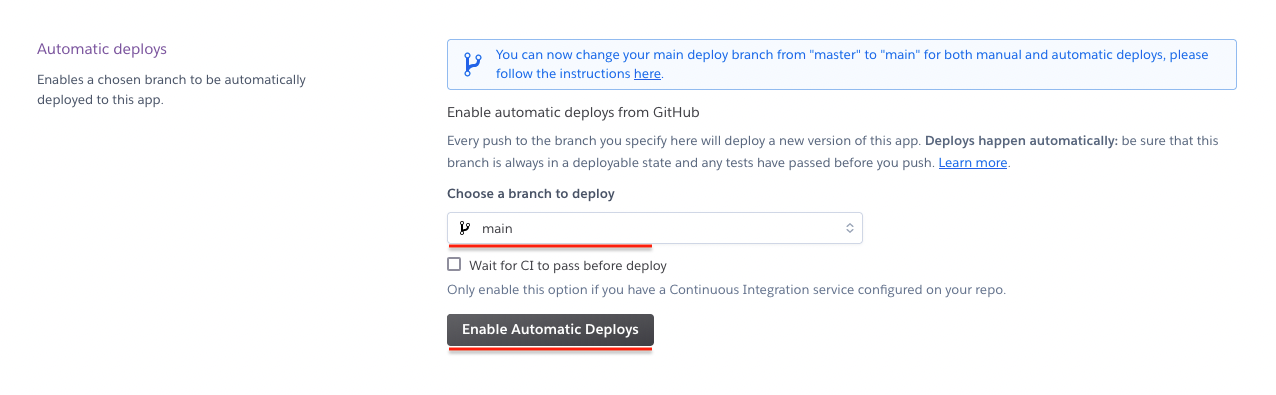 Automatic deploys
Enables a chosen branch to be automatically
deployed to this app.
You can now change your main deploy branch from "master" to "main" for both manual and automatic deploys, please
follow the instructions here.
Enable automatic deploys from GitHub
Every push to the branch you specify here will deploy a new version of this app. Deploys happen automatically: be sure that this
branch is always in a deployable state and any tests have passed before you push. Learn more.
Choose a branch to deploy
main
Wait for CI to pass before deploy
Only enable this option if you have a Continuous Integration service configured on your repo.
Enable Automatic Deploys